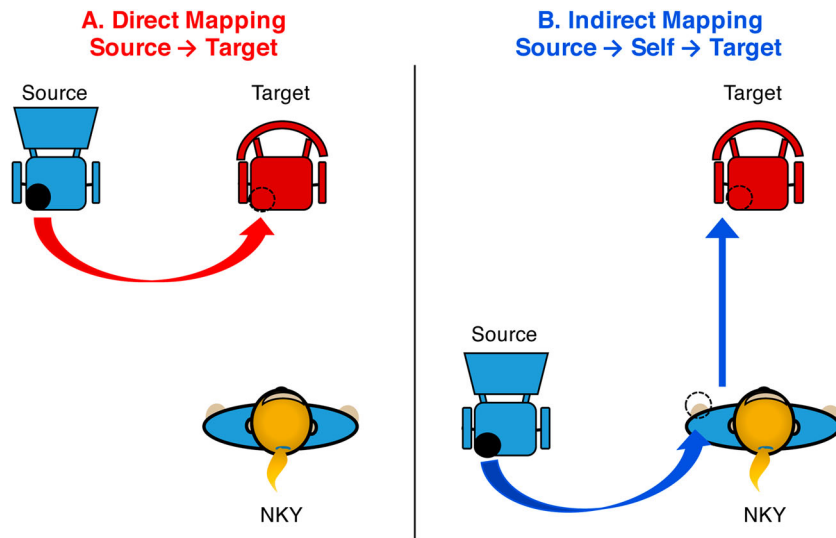 A. Direct Mapping
Source → Target
Source
Target
NKY
B. Indirect Mapping
Source → Self → Target
Target
Source
NKY